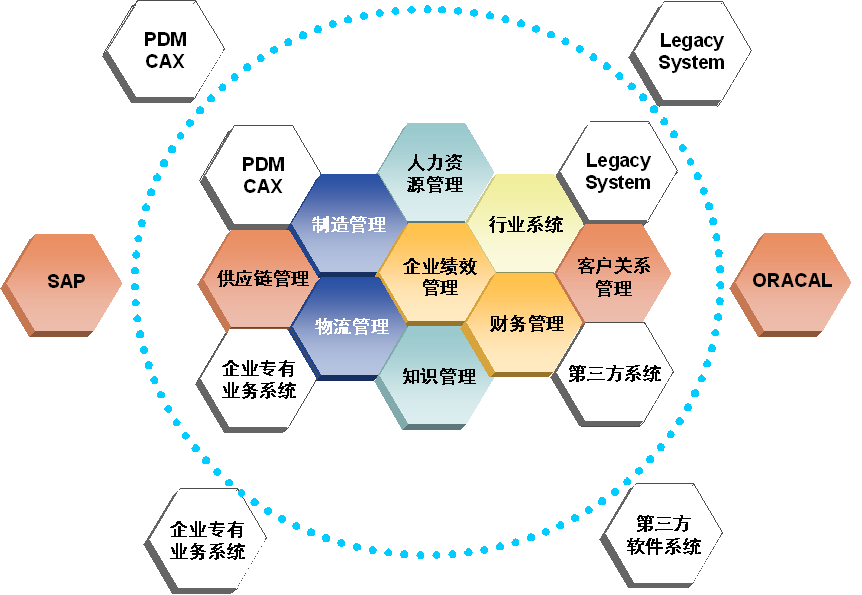 PDM
CAX
Legacy
System
PDM
CAX
人力资
源管理
Legacy
System
制造管理
行业系统
SAP
供应链管理
企业绩效
管理
客户关系
管理
ORACAL
物流管理
财务管理
企业专有
业务系统
知识管理
第三方系统
企业专有
业务系统
第三方
软件系统